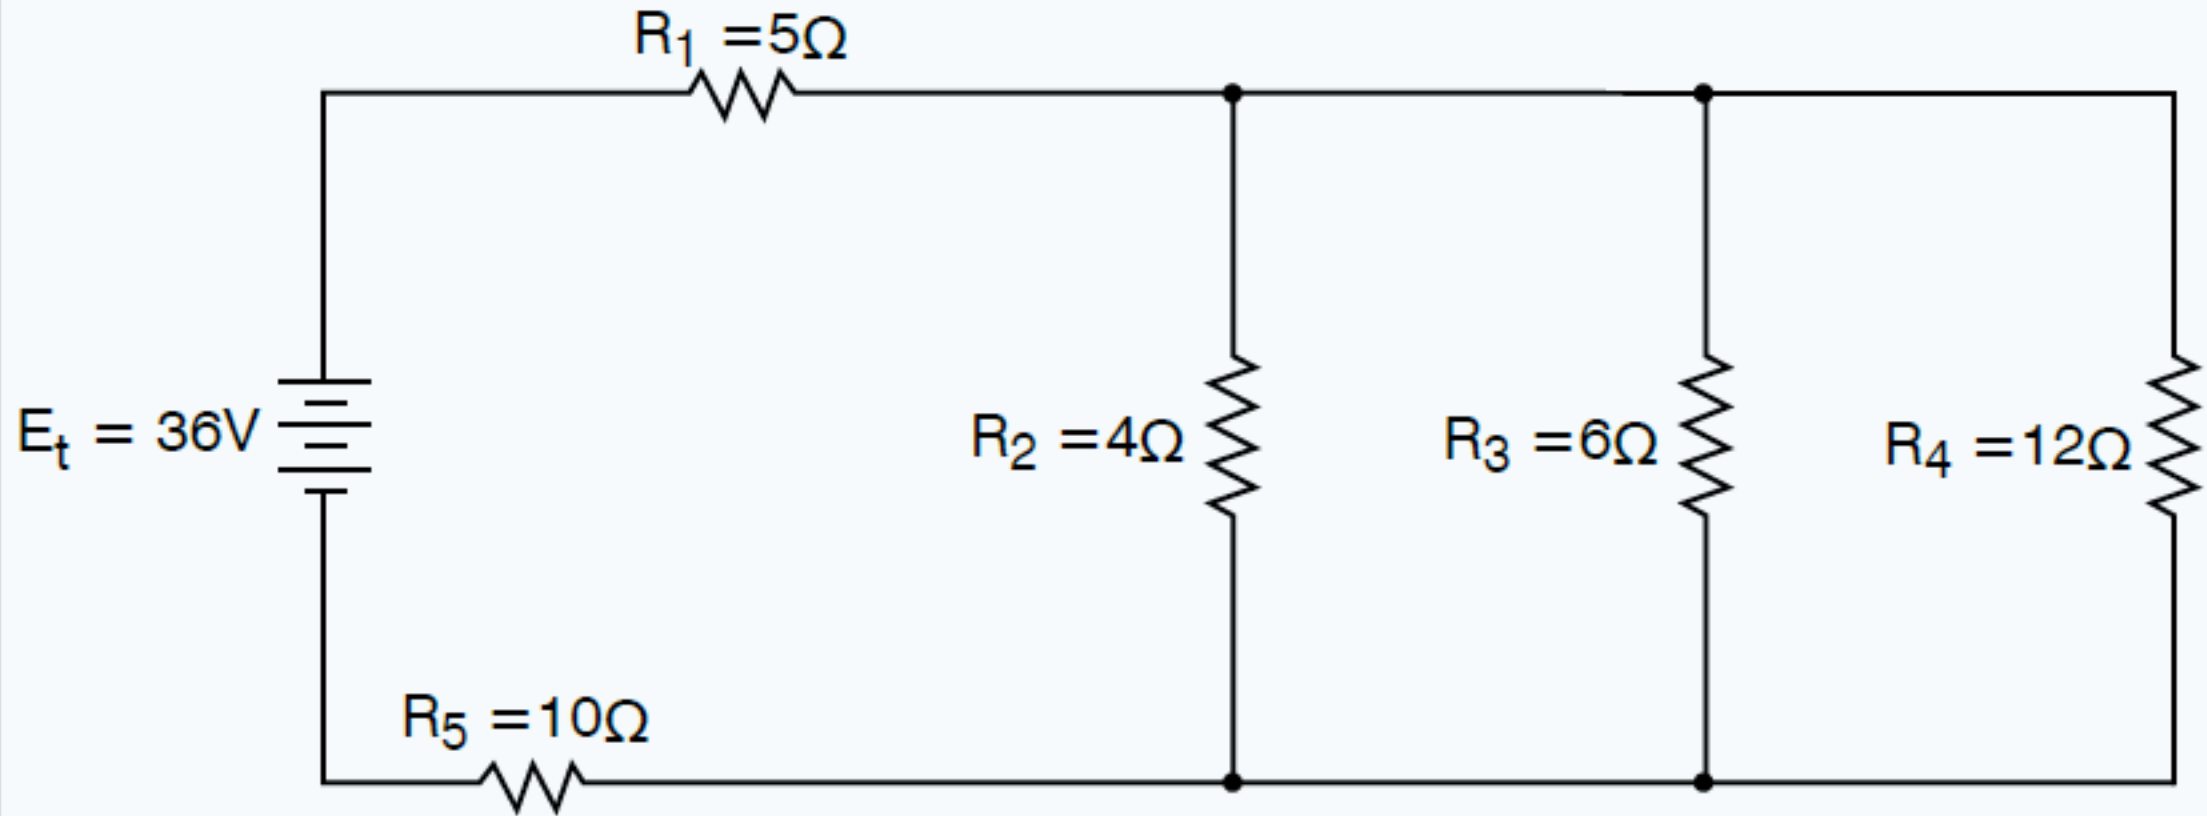 R₁ =5Ω
Eₜ = 36V
R₂ =4Ω
R₃ =6Ω
R₄ =12Ω
R₅ =10Ω